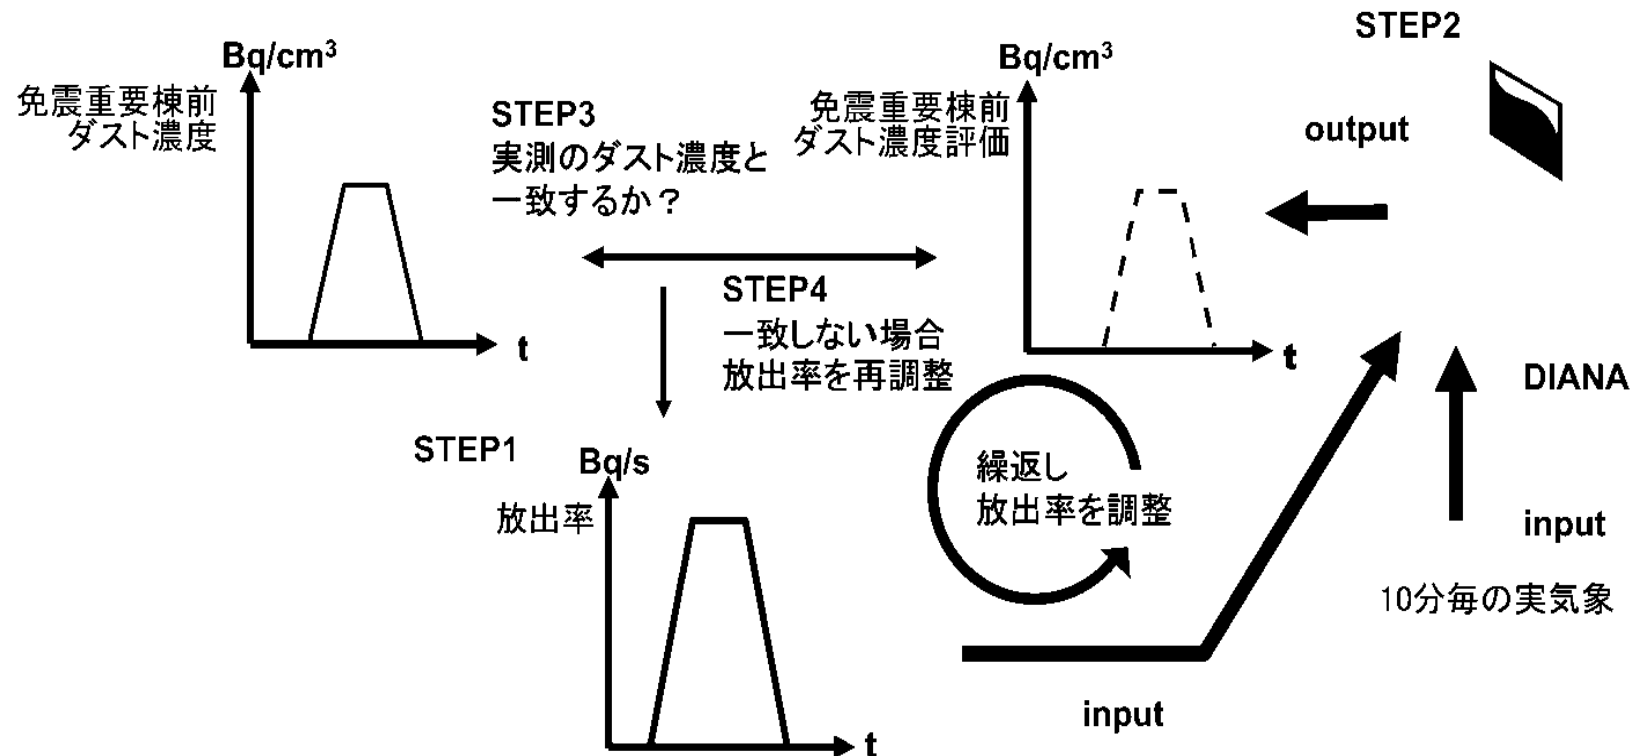 STEP2
Bq/cm³
免震重要棟前
ダスト濃度
t
STEP3
実測のダスト濃度と
一致するか？
Bq/cm³
免震重要棟前
ダスト濃度評価
t
output
STEP4
一致しない場合
放出率を再調整
DIANA
input
10分毎の実気象
繰返し
放出率を調整
STEP1
Bq/s
放出率
t
input